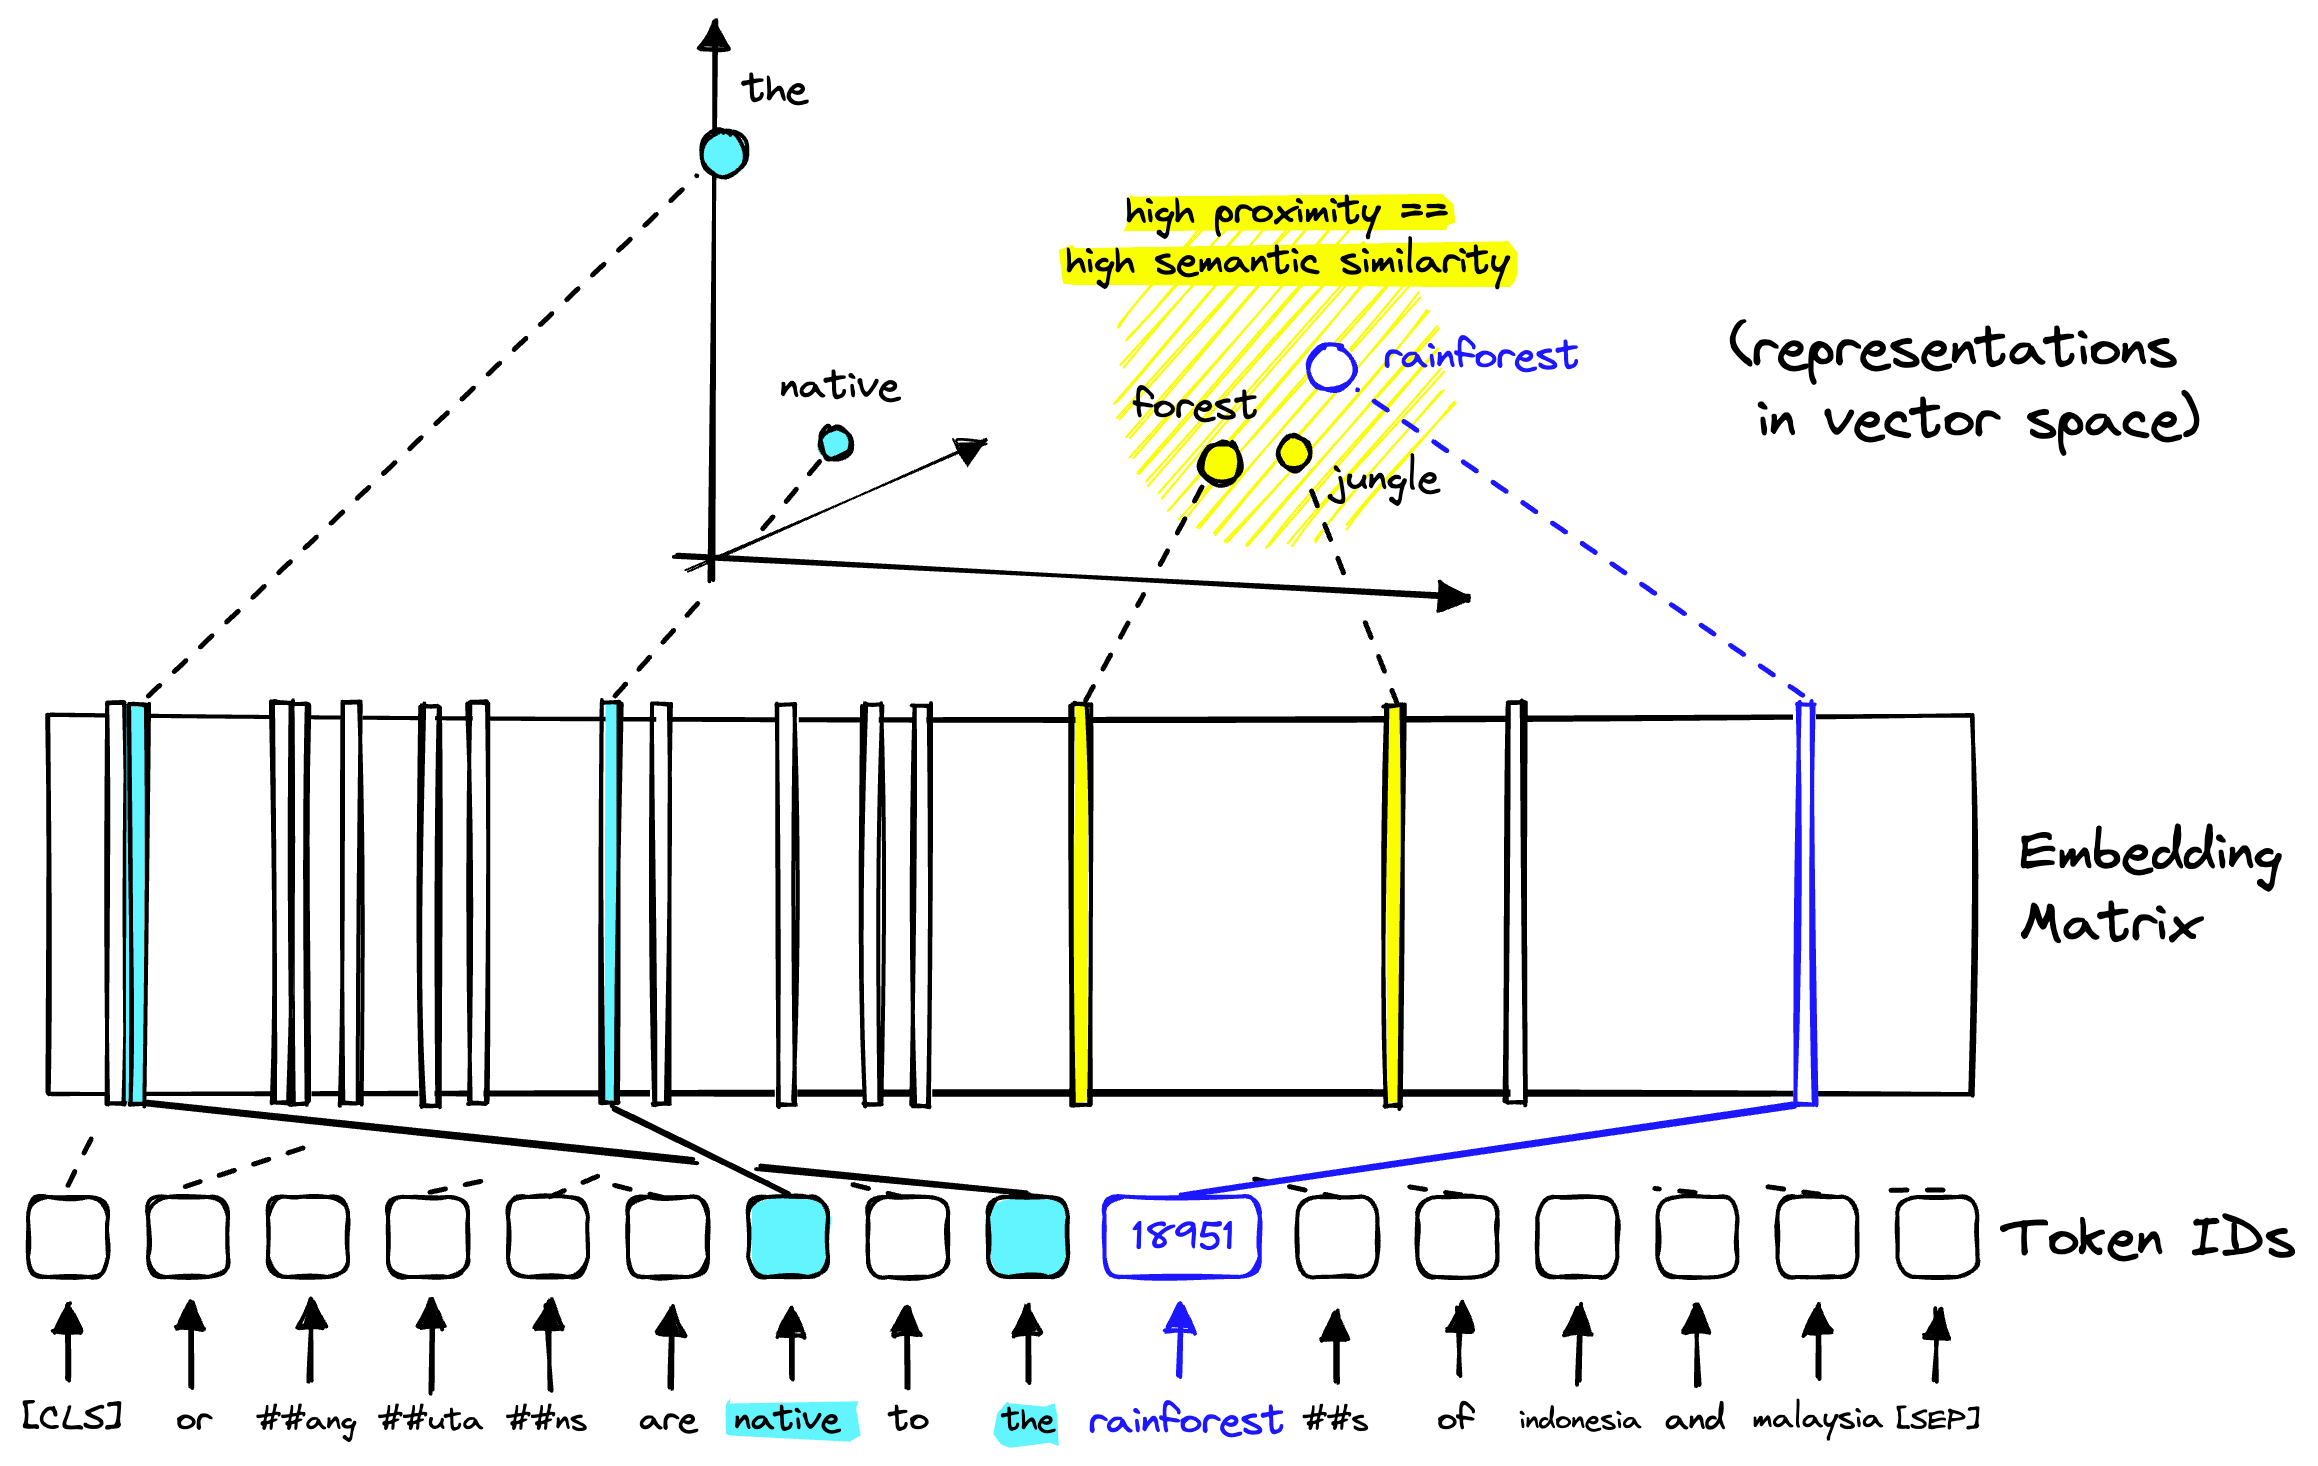 the
high proximity ==
high semantic similarity
(representations
in vector space)
rainforest
native
forest
jungle
Embedding
Matrix
18951
Token IDs
[CLS] or ##ang ##uta ##ns are native to the rainforest ##s of indonesia and malaysia [SEP]